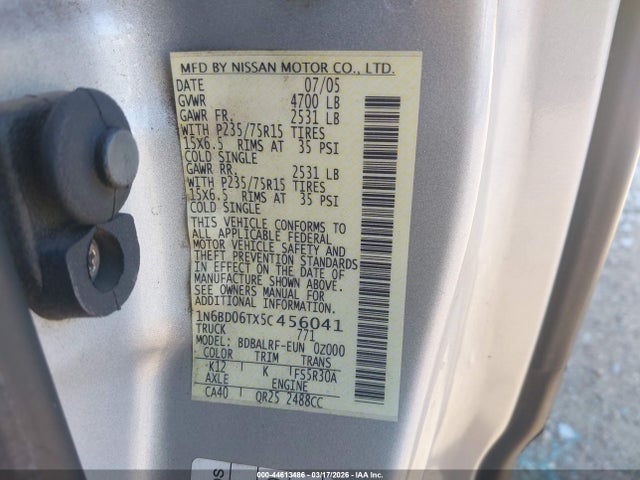 MFD BY NISSAN MOTOR CO., LTD.
DATE 07/05
GVWR 4700 LB
GAWR FR. 2531 LB
WITH P235/75R15 TIRES
15X6.5 RIMS AT 35 PSI
COLD SINGLE
GAWR RR. 2531 LB
WITH P235/75R15 TIRES
15X6.5 RIMS AT 35 PSI
COLD SINGLE
THIS VEHICLE CONFORMS TO
ALL APPLICABLE FEDERAL
MOTOR VEHICLE SAFETY AND
THEFT PREVENTION STANDARDS
IN EFFECT ON THE DATE OF
MANUFACTURE SHOWN ABOVE.
SEE OWNERS MANUAL FOR
ADDITIONAL INFORMATION
1N6BD06TX5C456041
TRUCK 771
MODEL: BDBALRF-EUN 0Z000
COLOR TRIM TRANS
K12 K FS5R30A
AXLE ENGINE
CA40 QR25 2488CC
000-44613486 - 03/17/2026 - IAAI.COM